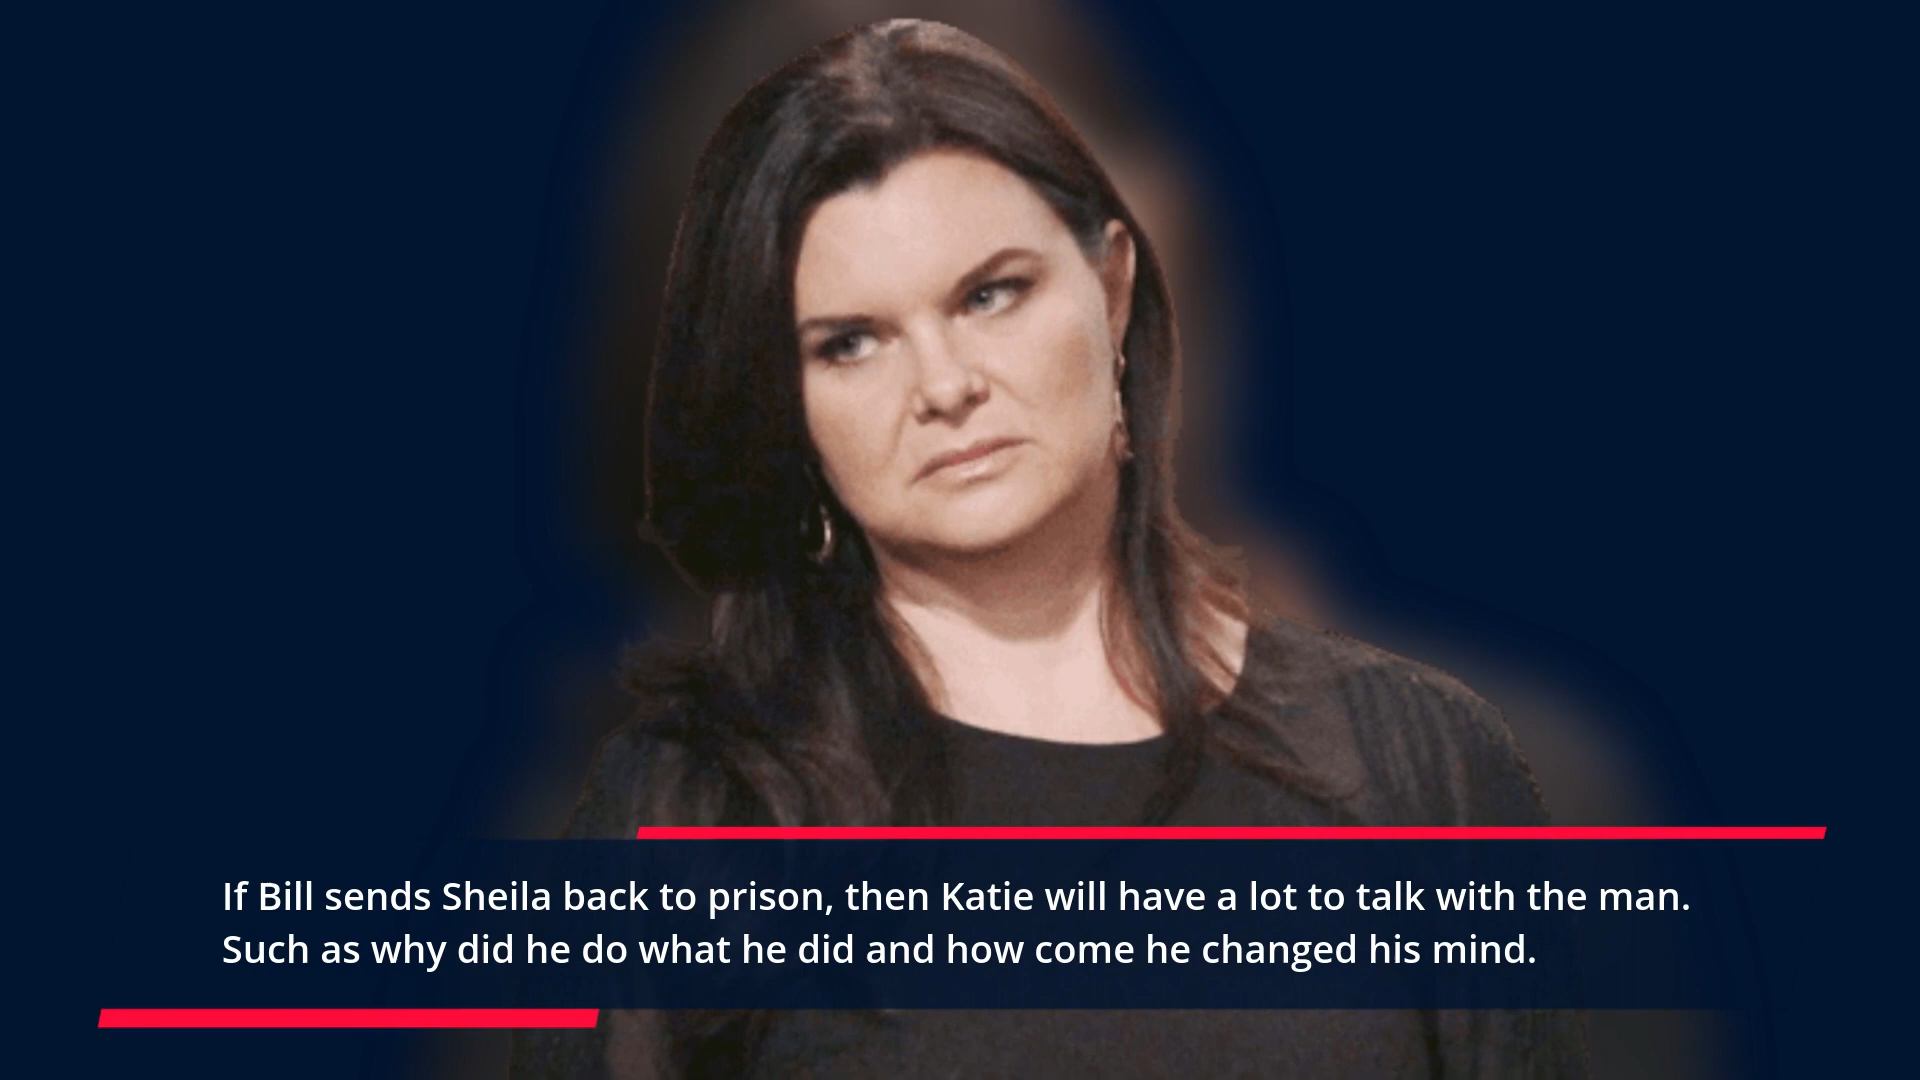 If Bill sends Sheila back to prison, then Katie will have a lot to talk with the man.
Such as why did he do what he did and how come he changed his mind.